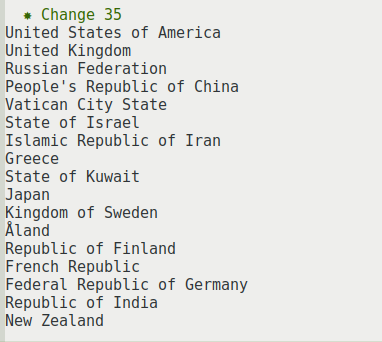 ✸ Change 35
United States of America
United Kingdom
Russian Federation
People's Republic of China
Vatican City State
State of Israel
Islamic Republic of Iran
Greece
State of Kuwait
Japan
Kingdom of Sweden
Åland
Republic of Finland
French Republic
Federal Republic of Germany
Republic of India
New Zealand